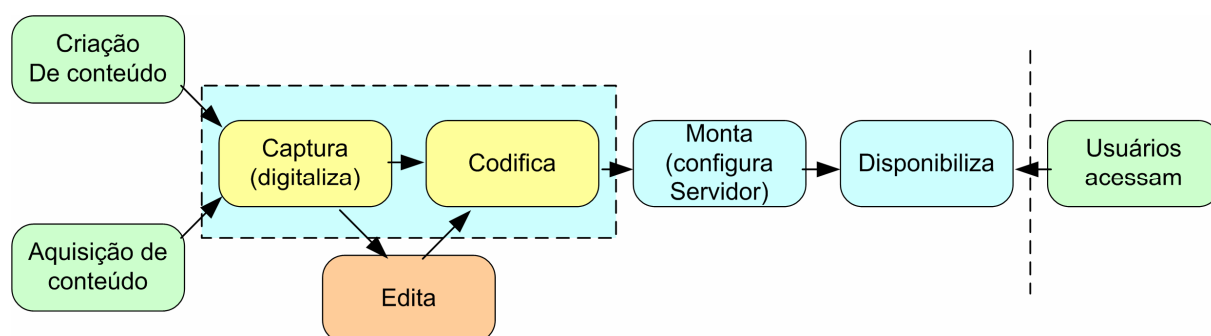 Criação
De conteúdo
Captura
(digitaliza)
Codifica
Monta
(configura
Servidor)
Disponibiliza
Usuários
acessam
Aquisição de
conteúdo
Edita